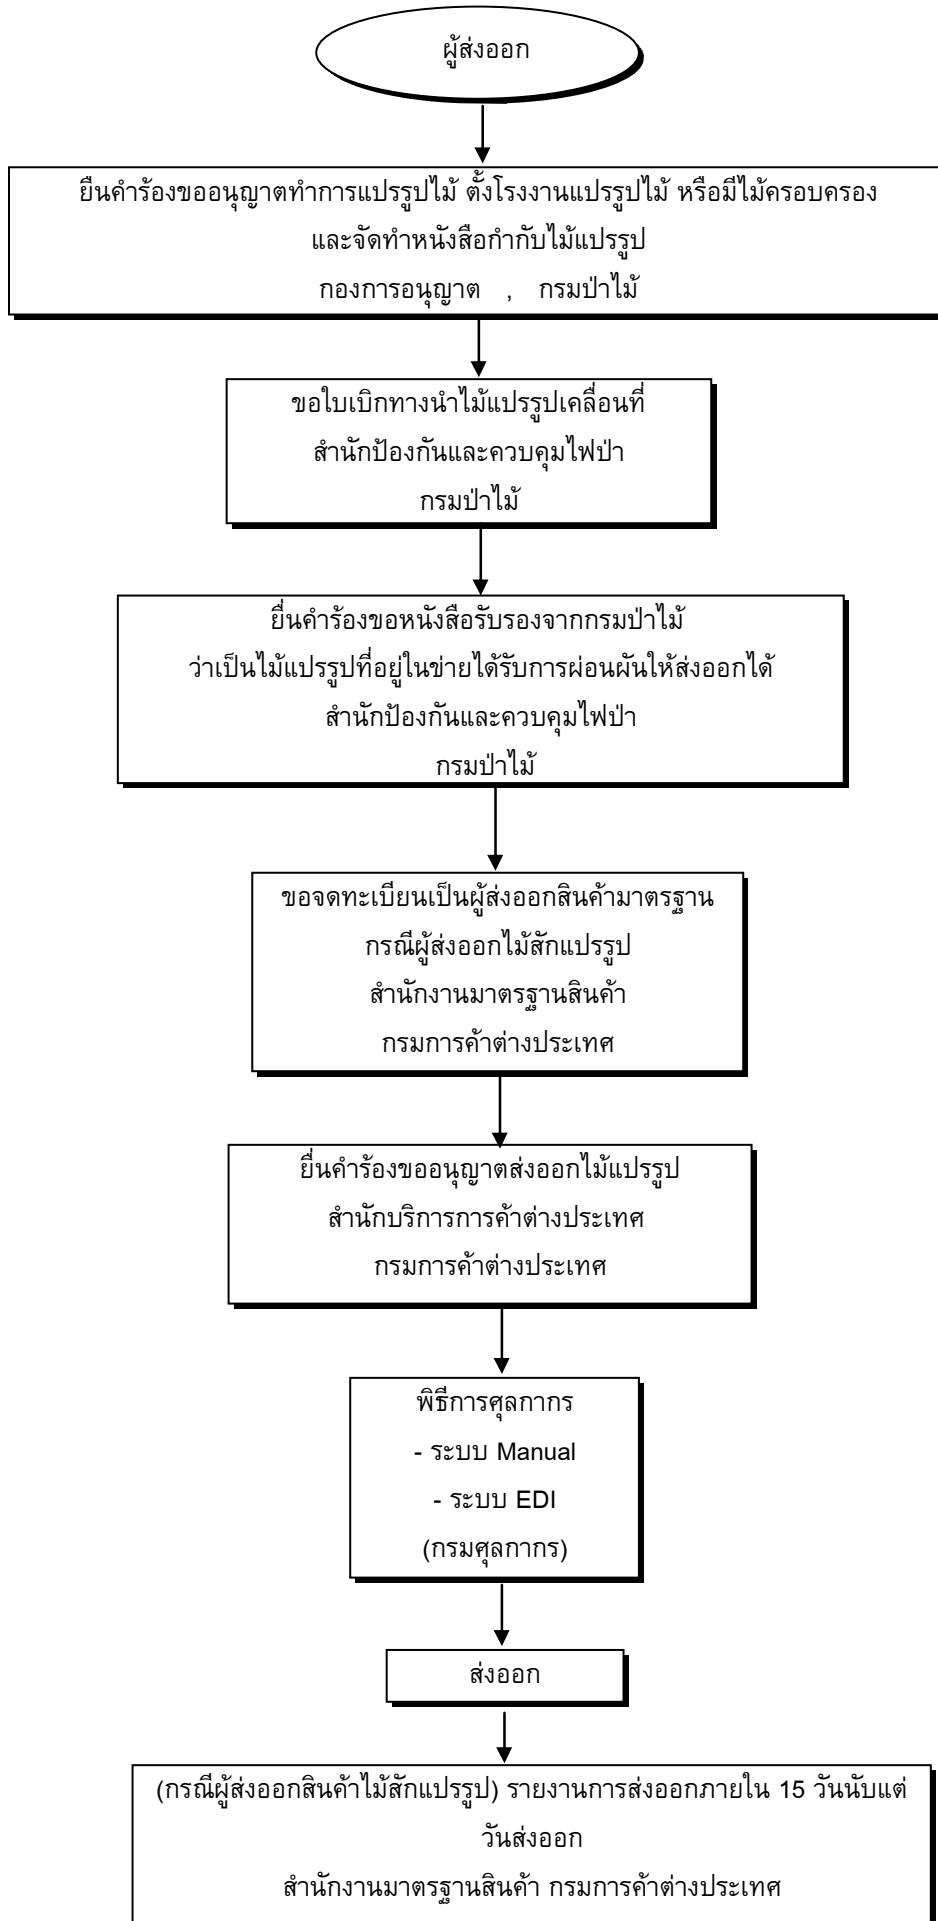 ผู้ส่งออก
ยืนคำร้องขออนุญาตทำการแปรรูปไม้ ตั้งโรงงานแปรรูปไม้ หรือมีไม้ครอบครอง
และจัดทำหนังสือกำกับไม้แปรรูป
กองการอนุญาต , กรมป่าไม้
ขอใบเบิกทางนำไม้แปรรูปเคลื่อนที่
สำนักป้องกันและควบคุมไฟป่า
กรมป่าไม้
ยื่นคำร้องขอหนังสือรับรองจากกรมป่าไม้
ว่าเป็นไม้แปรรูปที่อยู่ในข่ายได้รับการผ่อนผันให้ส่งออกได้
สำนักป้องกันและควบคุมไฟป่า
กรมป่าไม้
ขอจดทะเบียนเป็นผู้ส่งออกสินค้ามาตรฐาน
กรณีผู้ส่งออกไม้สักแปรรูป
สำนักงานมาตรฐานสินค้า
กรมการค้าต่างประเทศ
ยื่นคำร้องขออนุญาตส่งออกไม้แปรรูป
สำนักบริการการค้าต่างประเทศ
กรมการค้าต่างประเทศ
พิธีการศุลกากร
- ระบบ Manual
- ระบบ EDI
(กรมศุลกากร)
ส่งออก
(กรณีผู้ส่งออกสินค้าไม้สักแปรรูป) รายงานการส่งออกภายใน 15 วันนับแต่
วันส่งออก
สำนักงานมาตรฐานสินค้า กรมการค้าต่างประเทศ